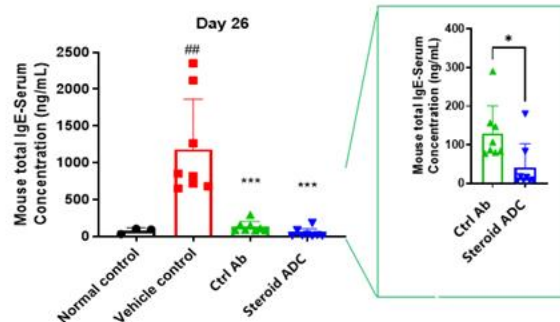 Day 26
Mouse total IgE-Serum
Concentration (ng/mL)
2500
2000
1500
1000
500
0
##
***
***
Normal control
Vehicle control
Ctrl Ab
Steroid ADC
Mouse total IgE-Serum
Concentration (ng/mL)
400
300
200
100
0
*
Ctrl Ab
Steroid ADC